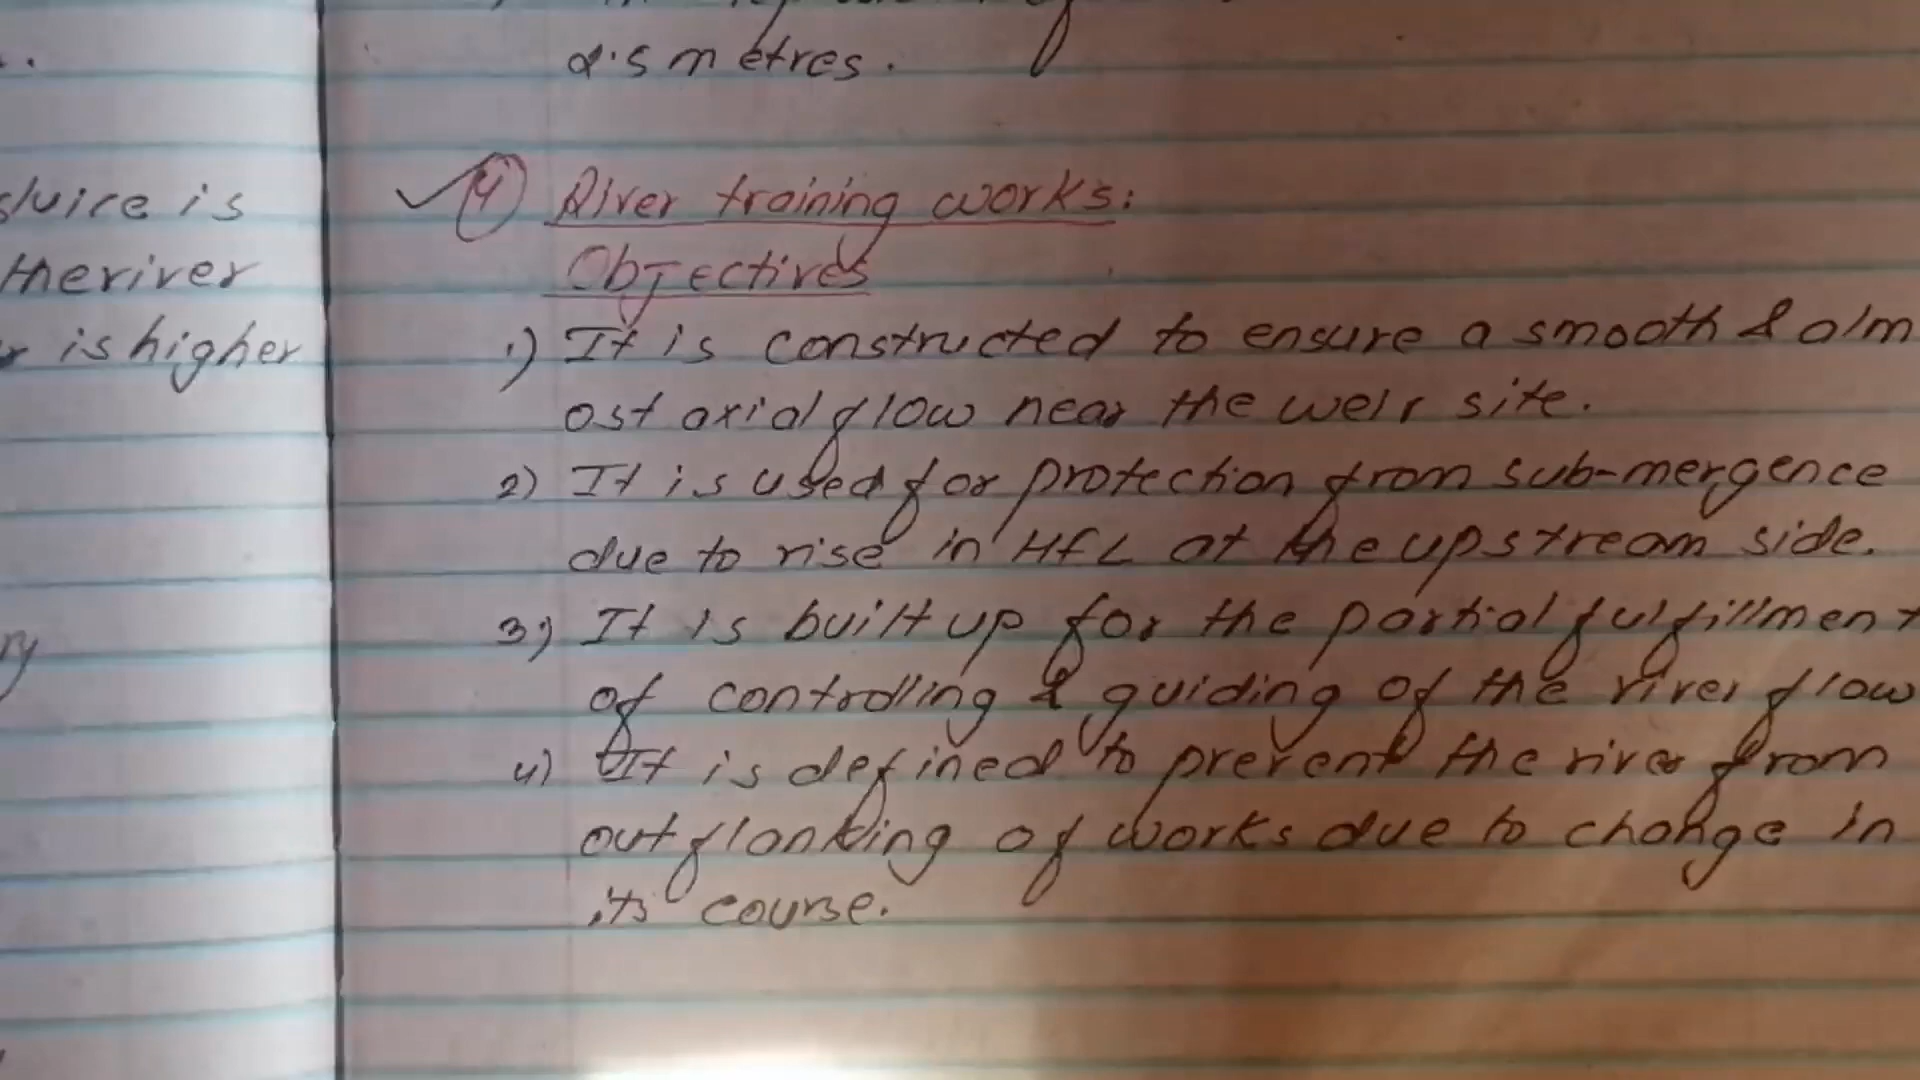 sluice is
the river
is higher
ry
2.5 metres.
4) River training works:
Objectives
1) It is constructed to ensure a smooth & alm
ost axial flow near the weir site.
2) It is used for protection from sub-mergence
due to rise in HFL at the upstream side.
3) It is built up for the partial fulfillment
of controlling & guiding of the river flow
4) It is defined to prevent the river from
outflanking of works due to change in
its course.